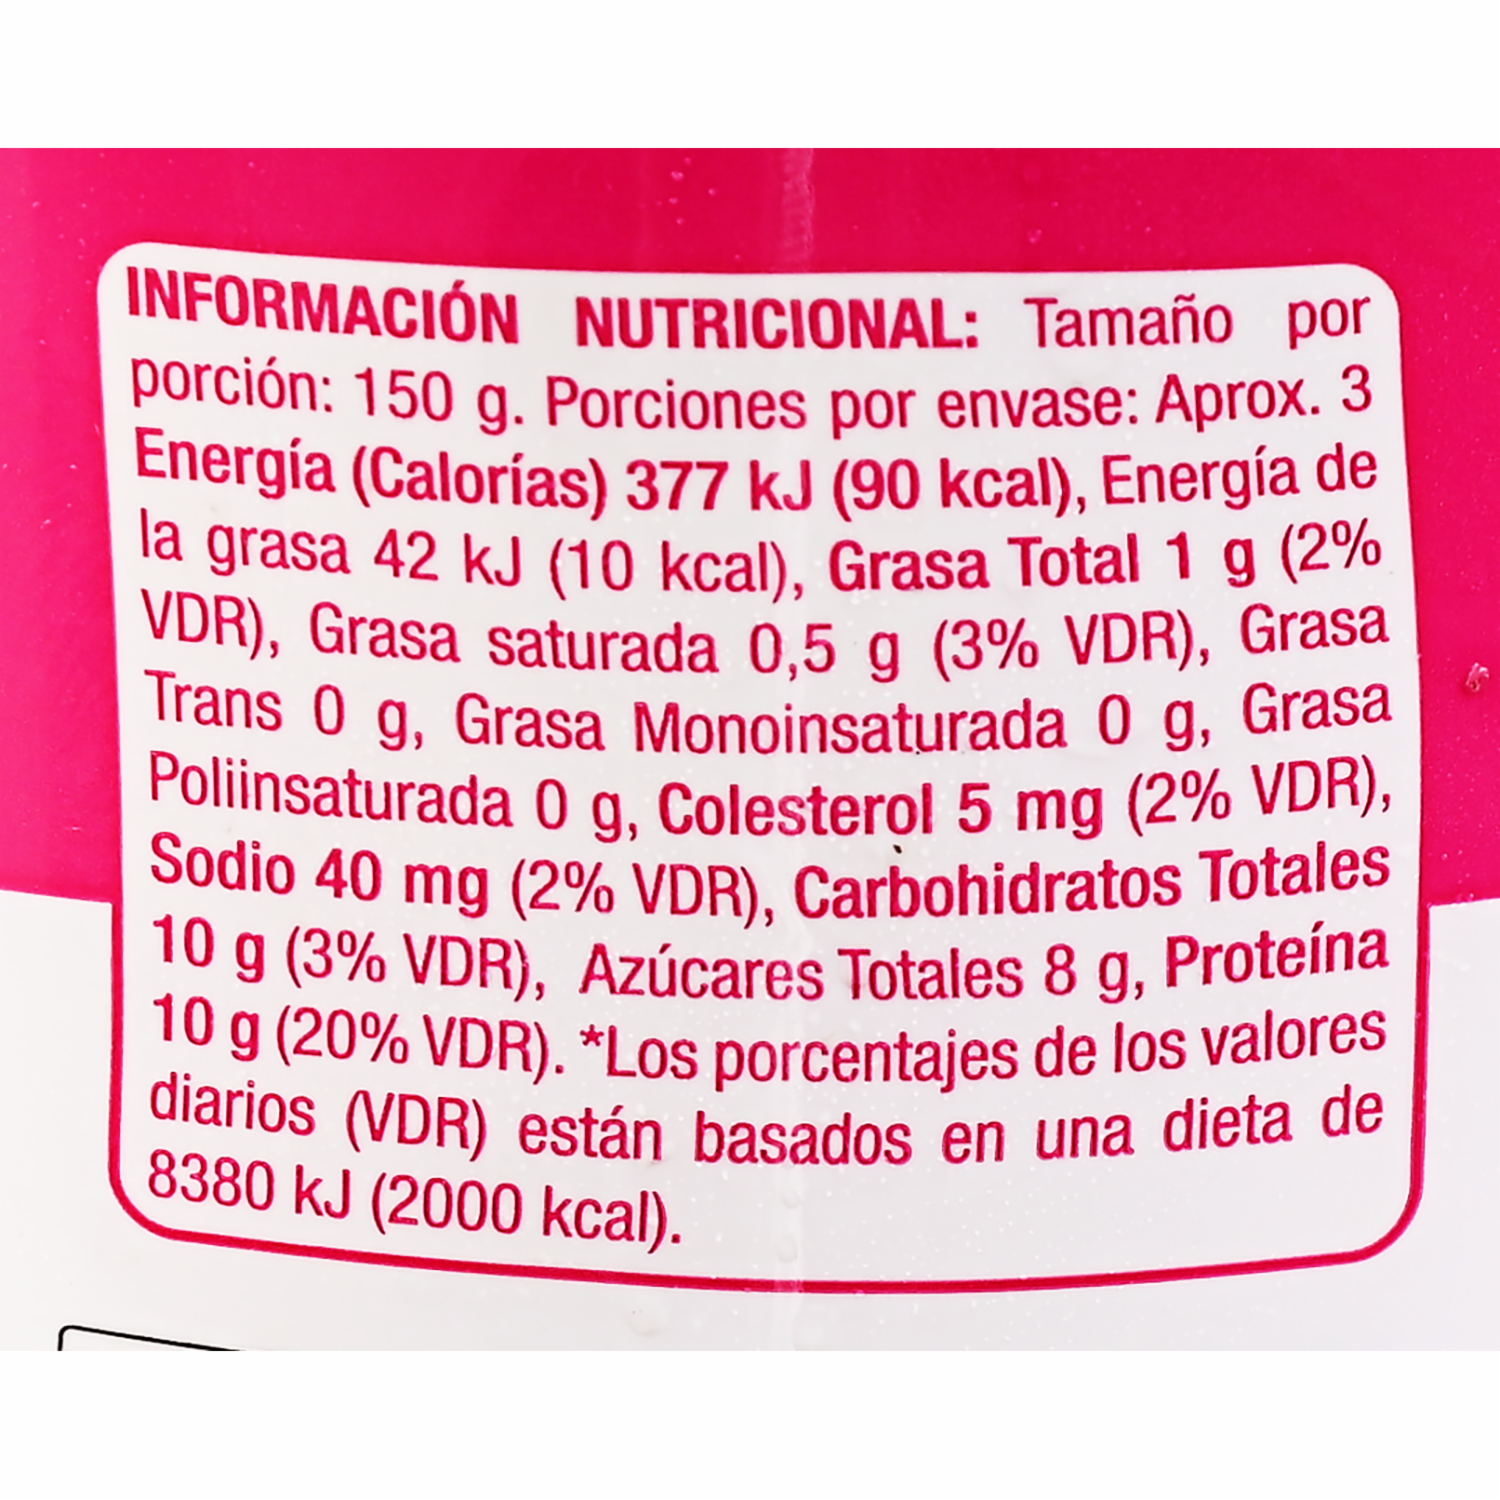 INFORMACIÓN NUTRICIONAL: Tamaño por
porción: 150 g. Porciones por envase: Aprox. 3
Energía (Calorías) 377 kJ (90 kcal), Energía de
la grasa 42 kJ (10 kcal), Grasa Total 1 g (2%
VDR), Grasa saturada 0,5 g (3% VDR), Grasa
Trans 0 g, Grasa Monoinsaturada 0 g, Grasa
Poliinsaturada 0 g, Colesterol 5 mg (2% VDR),
Sodio 40 mg (2% VDR), Carbohidratos Totales
10 g (3% VDR), Azúcares Totales 8 g, Proteína
10 g (20% VDR). *Los porcentajes de los valores
diarios (VDR) están basados en una dieta de
8380 kJ (2000 kcal).